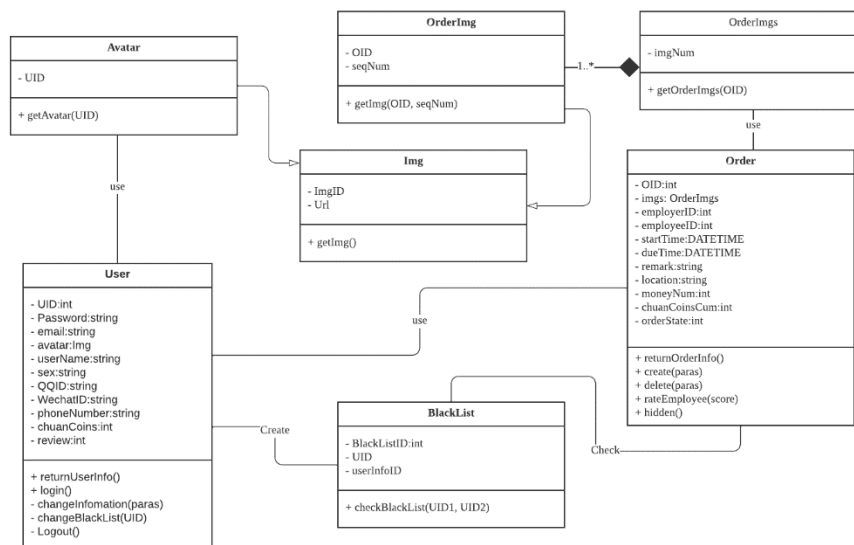 Avatar
- UID
+ getAvatar(UID)
OrderImg
- OID
- seqNum
+ getImg(OID, seqNum)
1..*
OrderImgs
- imgNum
+ getOrderImgs(OID)
use
use
Img
- ImgID
- Url
+ getImg()
Order
- OID:int
- imgs: OrderImgs
- employerID:int
- employeeID:int
- startTime:DATETIME
- dueTime:DATETIME
- remark:string
- location:string
- moneyNum:int
- chuanCoinsCum:int
- orderState:int
+ returnOrderInfo()
+ create(paras)
+ delete(paras)
+ rateEmployee(score)
+ hidden()
User
- UID:int
- Password:string
- email:string
- avatar:Img
- userName:string
- sex:string
- QQID:string
- WechatID:string
- phoneNumber:string
- chuanCoins:int
- review:int
+ returnUserInfo()
+ login()
- changeInfomation(paras)
- changeBlackList(UID)
- Logout()
use
Create
BlackList
- BlackListID:int
- UID
- userInfoID
+ checkBlackList(UID1, UID2)
Check